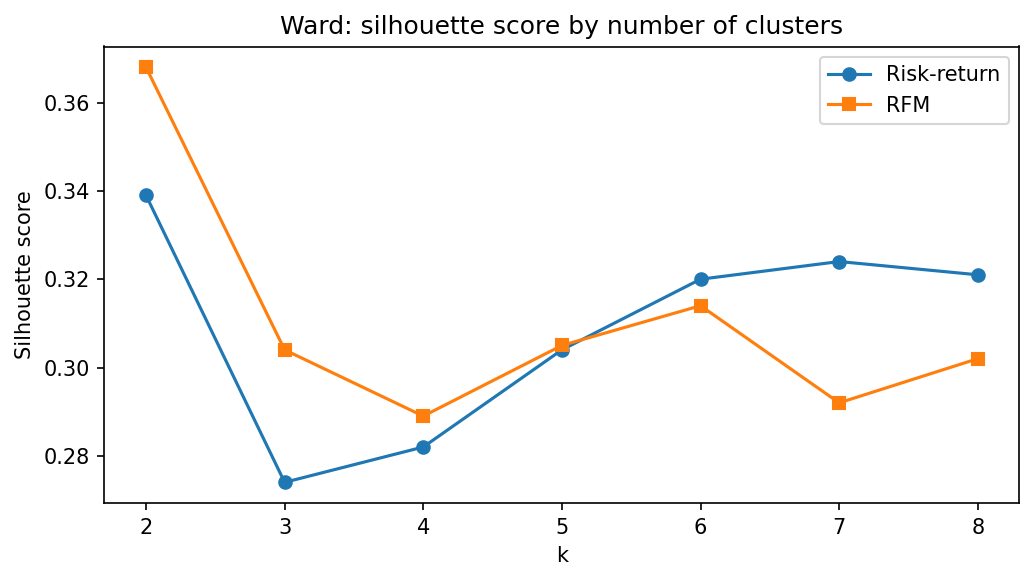 Ward: silhouette score by number of clusters
Risk-return
RFM
Silhouette score
0.36
0.34
0.32
0.30
0.28
2 3 4 5 6 7 8
k